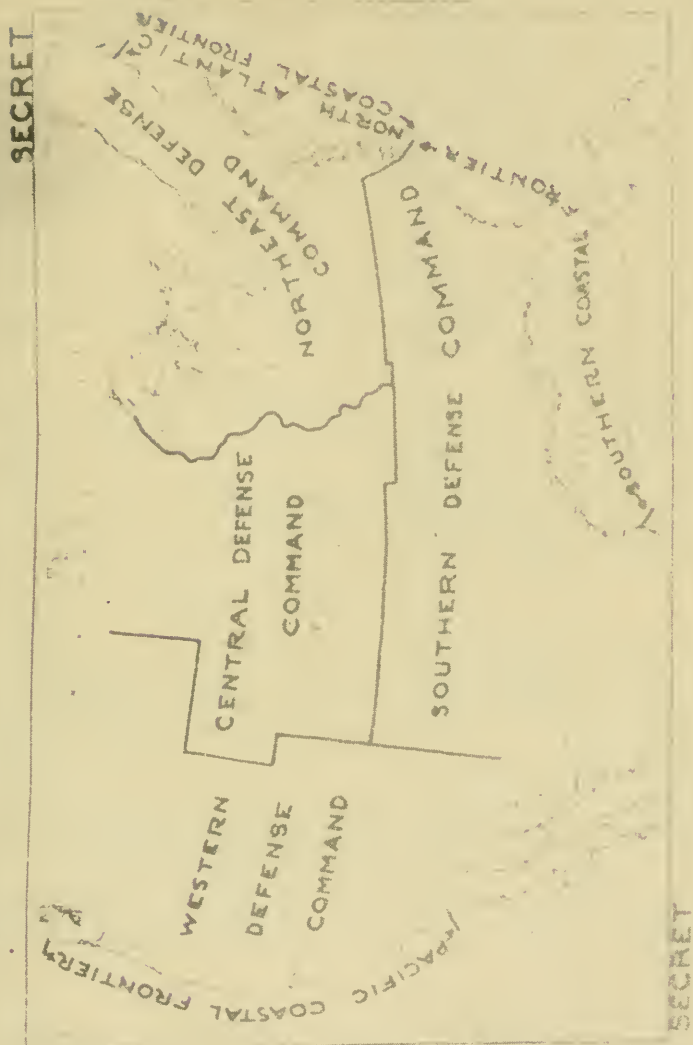 SECRET
NORTH ATLANTIC
COASTAL FRONTIER
NORTHEAST DEFENSE
COMMAND
CENTRAL DEFENSE
COMMAND
WESTERN
DEFENSE
COMMAND
SOUTHERN DEFENSE COMMAND
PACIFIC COASTAL FRONTIER
SOUTHERN COASTAL FRONTIER
SECRET